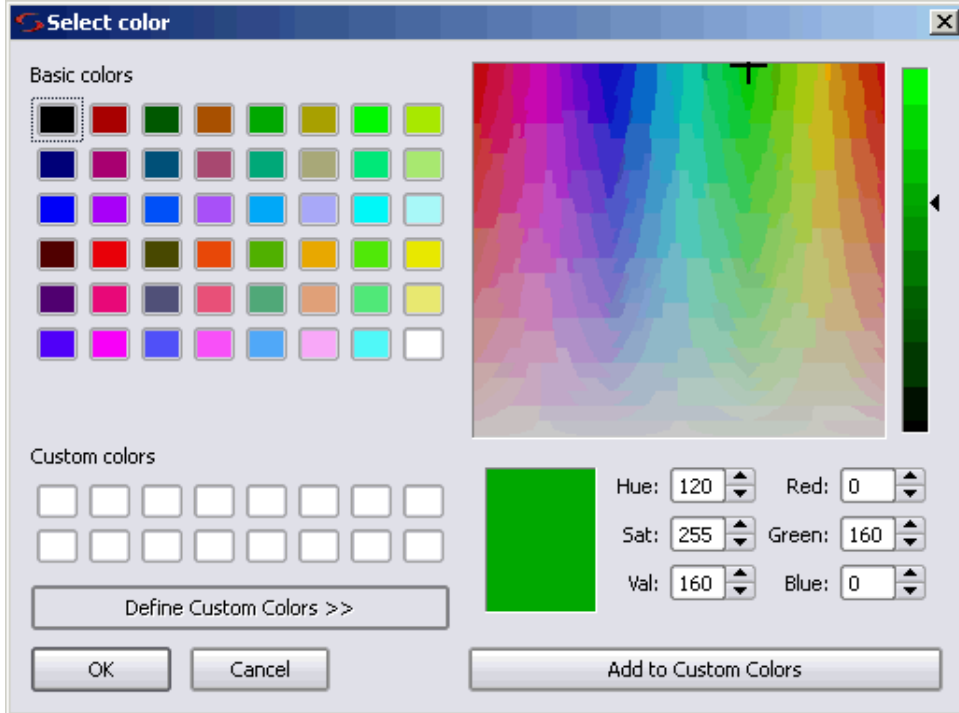 Select color
Basic colors
Custom colors
Hue: 120 Red: 0
Sat: 255 Green: 160
Val: 160 Blue: 0
Define Custom Colors >>
OK Cancel Add to Custom Colors